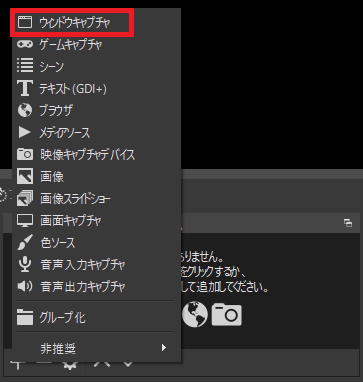 ウィンドウキャプチャ
ゲームキャプチャ
シーン
テキスト (GDI+)
ブラウザ
メディアソース
映像キャプチャデバイス
画像
画像スライドショー
画面キャプチャ
色ソース
音声入力キャプチャ
音声出力キャプチャ
グループ化
非推奨
ありません。
をクリックするか、
して追加してください。